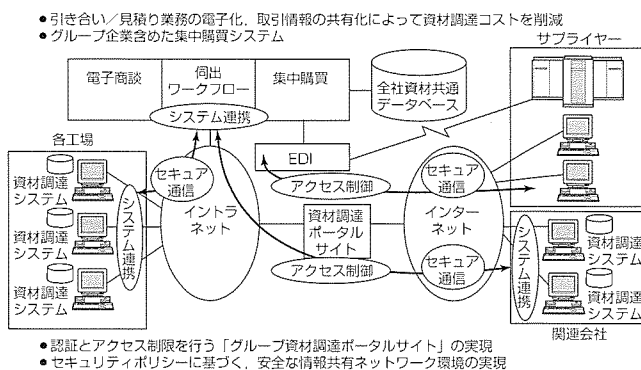 ●引き合い／見積り業務の電子化，取引情報の共有化によって資材調達コストを削減
●グループ企業含めた集中購買システム
サプライヤー
電子商談
伺出
ワークフロー
集中購買
全社資材共通
データベース
システム連携
各工場
EDI
資材調達
システム
セキュア
通信
アクセス制御
セキュア
通信
資材調達
システム
システム連携
イントラ
ネット
資材調達
ポータル
サイト
インター
ネット
システム連携
資材調達
システム
資材調達
システム
アクセス制御
セキュア
通信
資材調達
システム
関連会社
●認証とアクセス制限を行う「グループ資材調達ポータルサイト」の実現
●セキュリティポリシーに基づく，安全な情報共有ネットワーク環境の実現